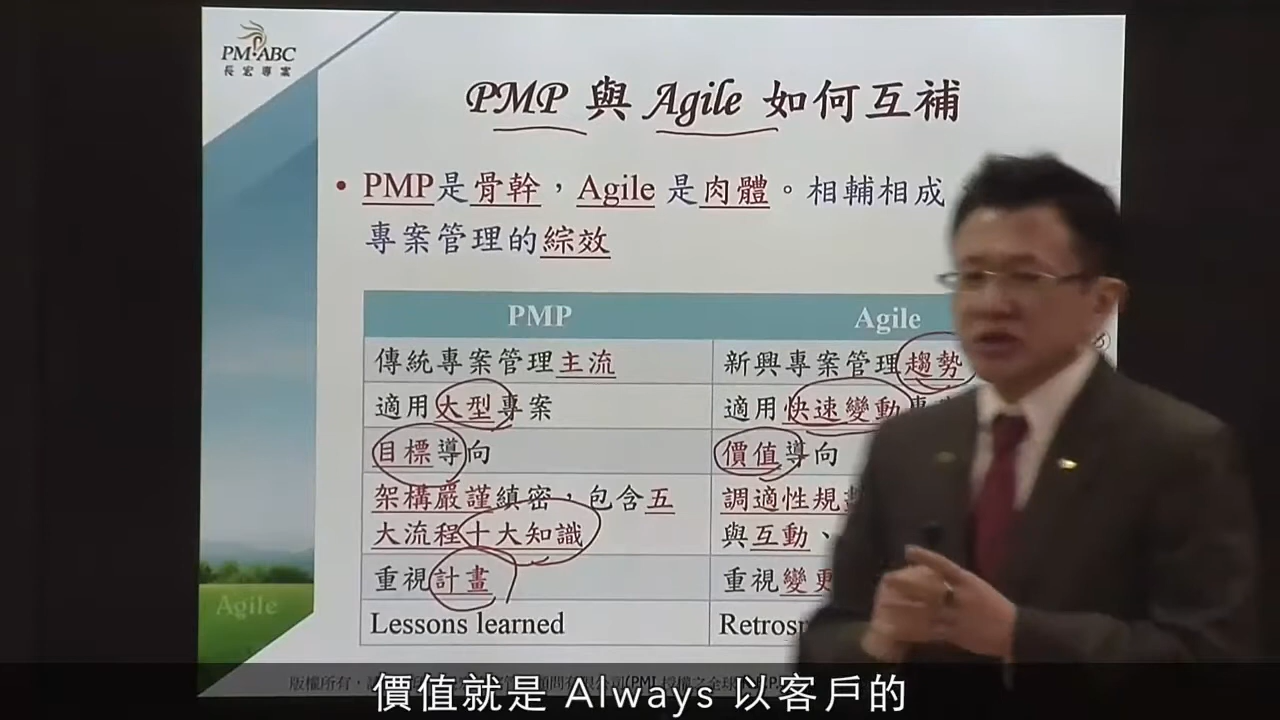 PM·ABC
長宏專案
PMP 與 Agile 如何互補
• PMP是骨幹，Agile 是肉體。相輔相成
專案管理的綜效
PMP Agile
傳統專案管理主流 新興專案管理趨勢
適用大型專案 適用快速變動
目標導向 價值導向
架構嚴謹縝密，包含五 調適性規
大流程十大知識 與互動、
重視計畫 重視變更
Lessons learned
Agile
版權所有，
價值就是 Always 以客戶的